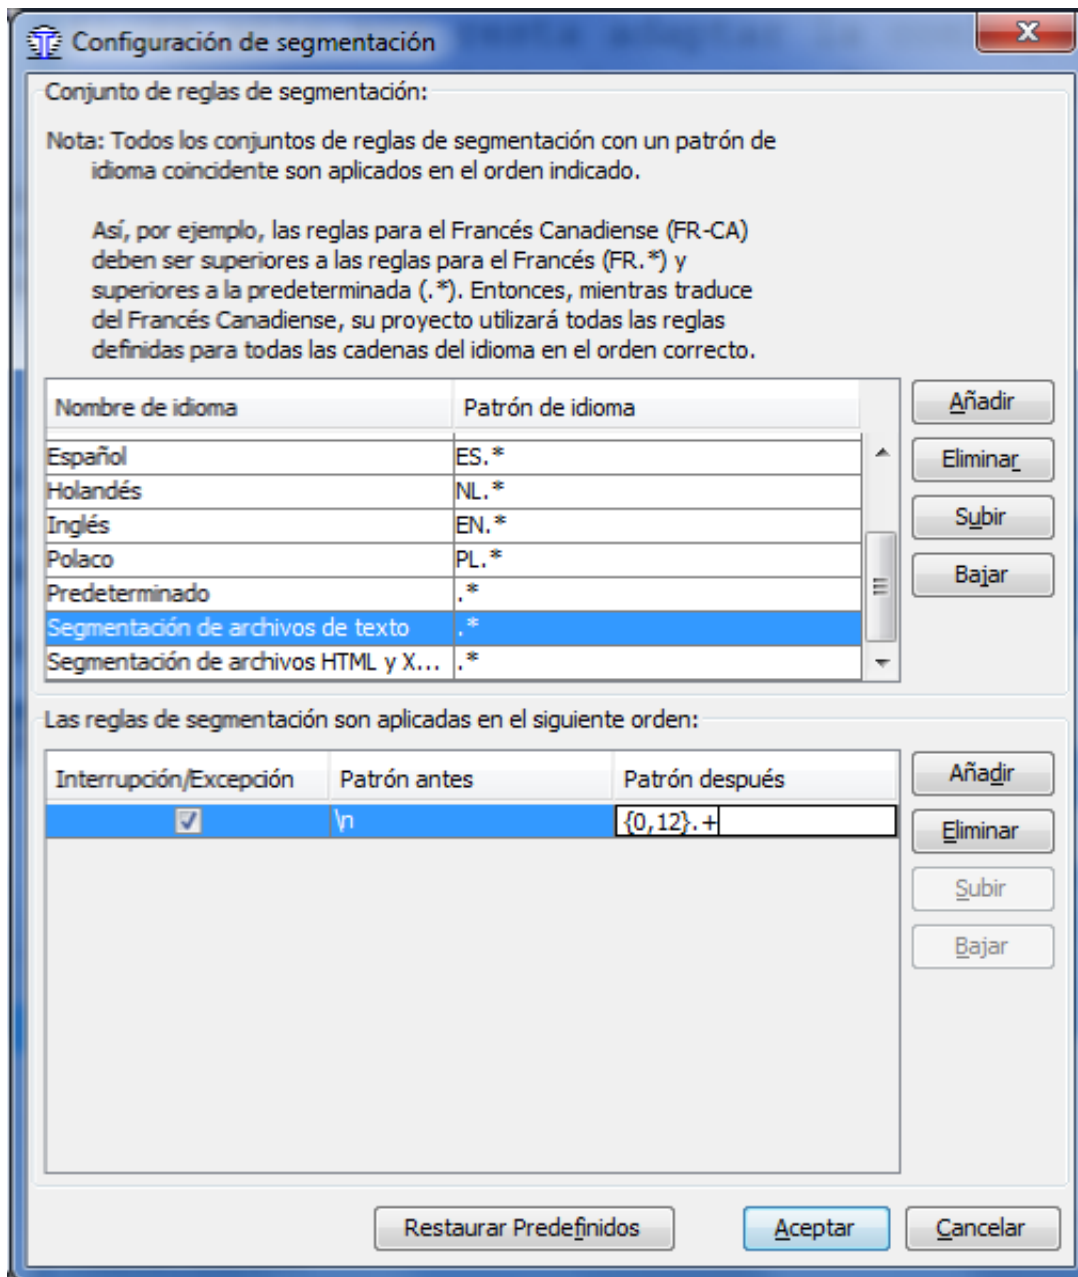 Configuración de segmentación
Conjunto de reglas de segmentación:
Nota: Todos los conjuntos de reglas de segmentación con un patrón de
idioma coincidente son aplicados en el orden indicado.
Así, por ejemplo, las reglas para el Francés Canadiense (FR-CA)
deben ser superiores a las reglas para el Francés (FR.*) y
superiores a la predeterminada (.*). Entonces, mientras traduce
del Francés Canadiense, su proyecto utilizará todas las reglas
definidas para todas las cadenas del idioma en el orden correcto.
Nombre de idioma Patrón de idioma
Español ES.*
Holandés NL.*
Inglés EN.*
Polaco PL.*
Predeterminado .*
Segmentación de archivos de texto .*
Segmentación de archivos HTML y X... .*
Añadir
Eliminar
Subir
Bajar
Las reglas de segmentación son aplicadas en el siguiente orden:
Interrupción/Excepción Patrón antes Patrón después
\n {0,12}.+
Añadir
Eliminar
Subir
Bajar
Restaurar Predefinidos Aceptar Cancelar